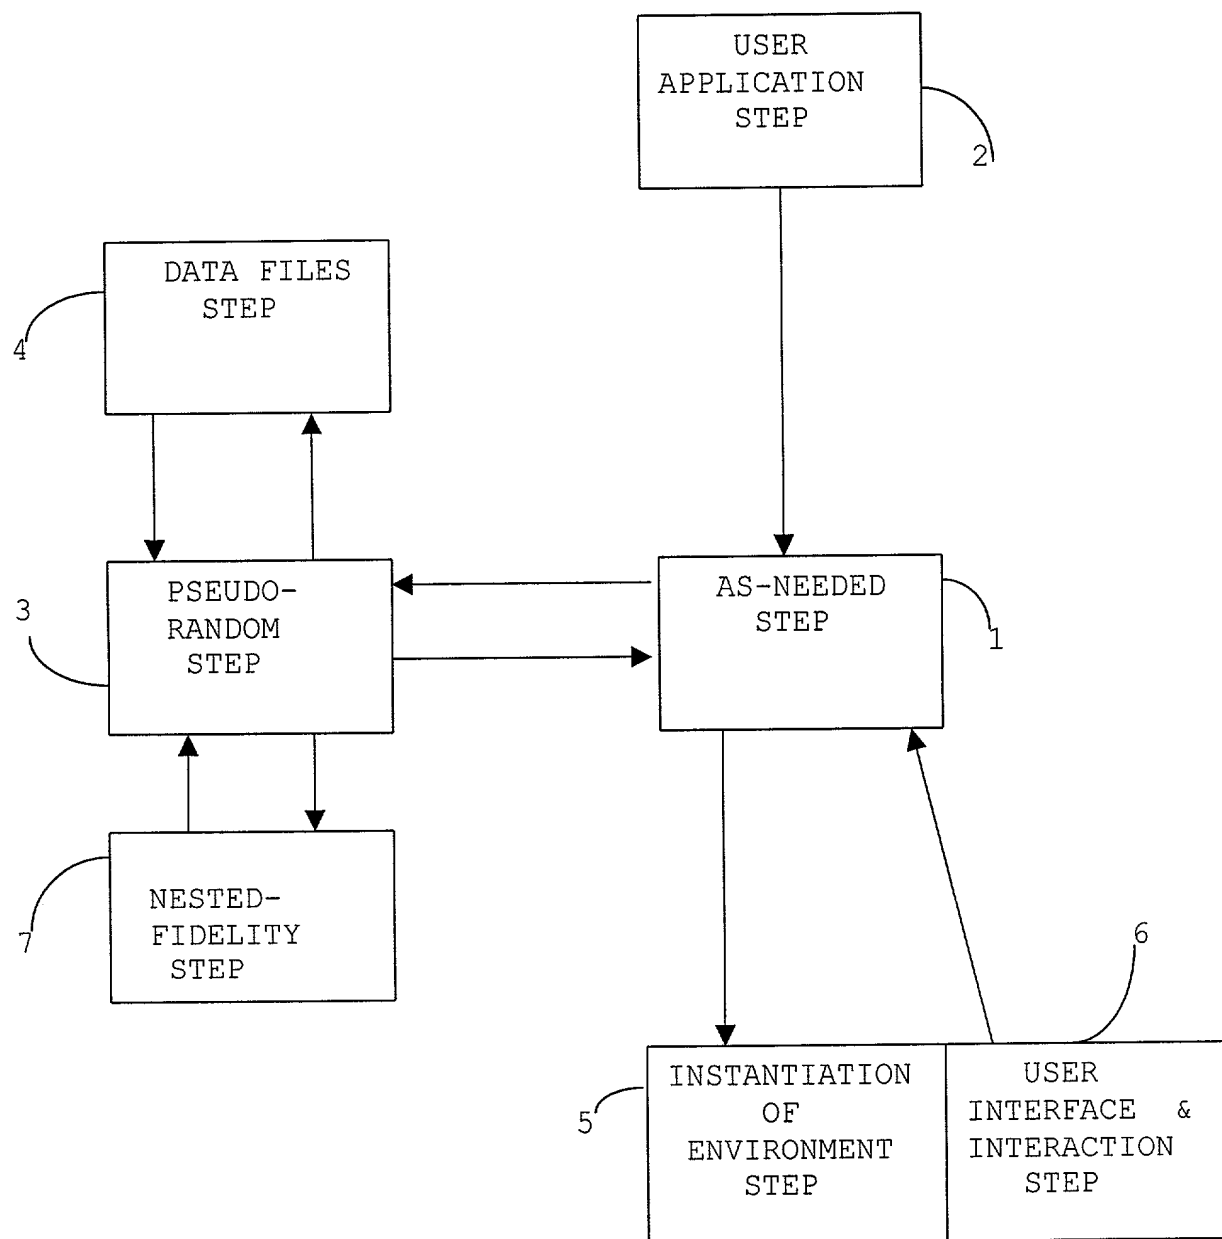 USER
APPLICATION
STEP
2
DATA FILES
STEP
4
PSEUDO-
RANDOM
STEP
3
AS-NEEDED
STEP
1
NESTED-
FIDELITY
STEP
7
6
INSTANTIATION
OF
ENVIRONMENT
STEP
5
USER
INTERFACE &
INTERACTION
STEP